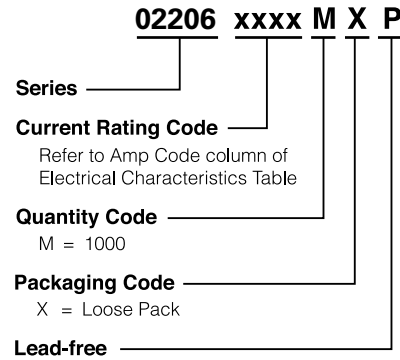 02206 xxxx M X P
Series
Current Rating Code
Refer to Amp Code column of
Electrical Characteristics Table
Quantity Code
M = 1000
Packaging Code
X = Loose Pack
Lead-free